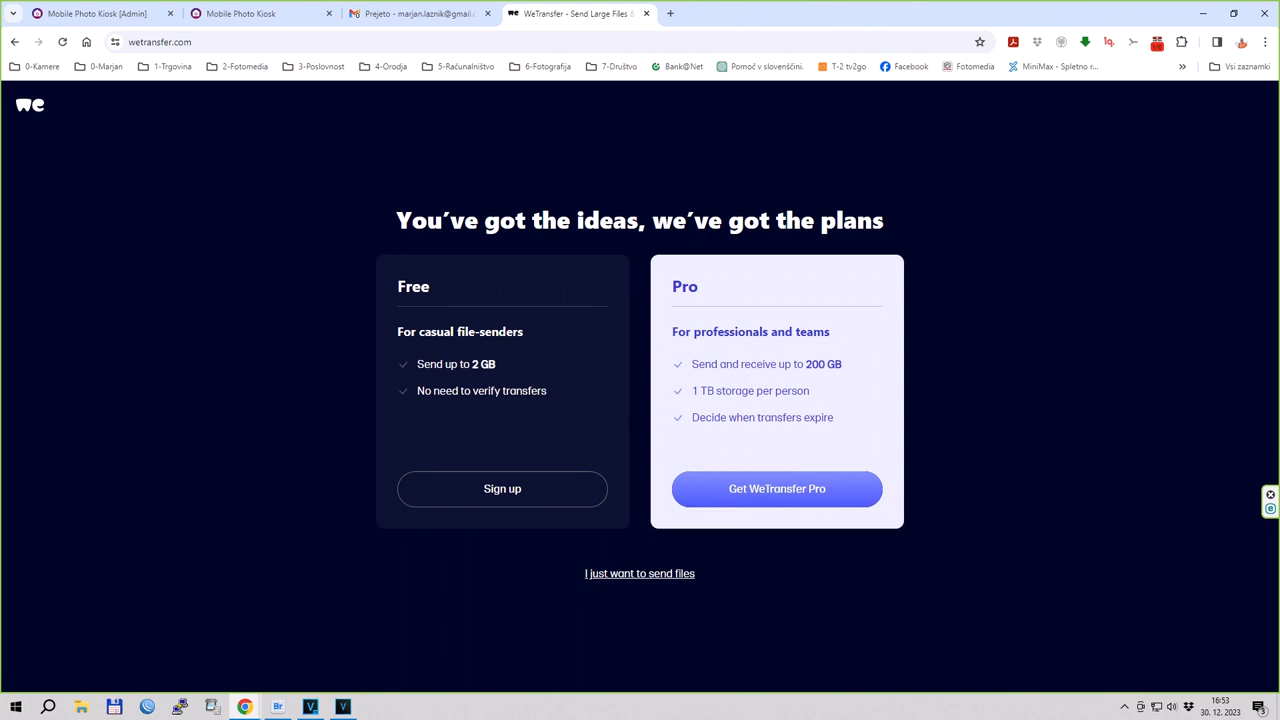 Mobile Photo Kiosk [Admin]
Mobile Photo Kiosk
Prejeto - marjan.laznik@gmail.c
WeTransfer - Send Large Files &
wetransfer.com
0-Kamere
0-Marjan
1-Trgovina
2-Fotomedia
3-Poslovnost
4-Orodja
5-Računalništvo
6-Fotografija
7-Društvo
Bank@Net
Pomoč v slovenščini.
T-2 tv2go
Facebook
Fotomedia
MiniMax - Spletno r...
Vsi zaznamki
we
You've got the ideas, we've got the plans
Free
For casual file-senders
Send up to 2 GB
No need to verify transfers
Sign up
Pro
For professionals and teams
Send and receive up to 200 GB
1 TB storage per person
Decide when transfers expire
Get WeTransfer Pro
I just want to send files
Br
V
V
16:53
30. 12. 2023